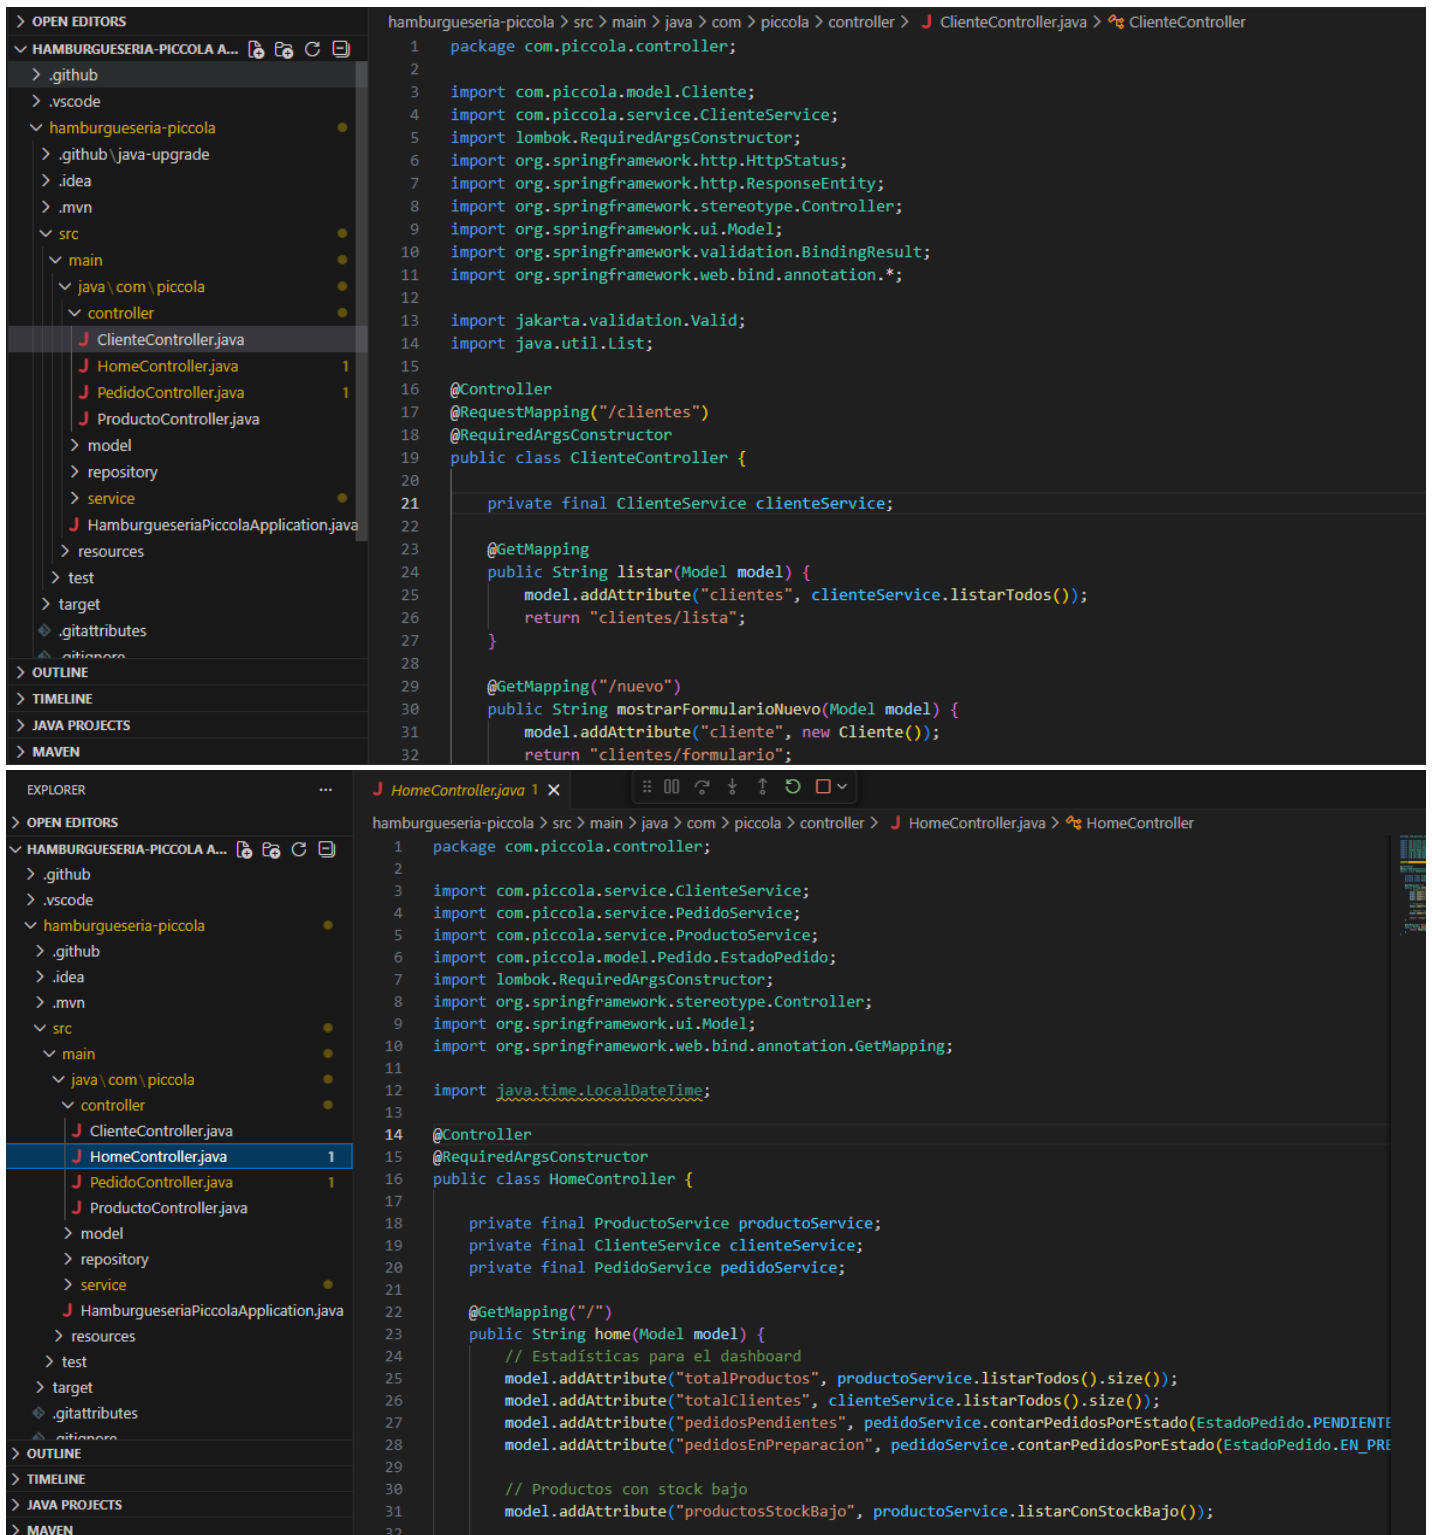 OPEN EDITORS
HAMBURGUESERIA-PICCOLA A...
.github
.vscode
hamburgueseria-piccola
.github\java-upgrade
.idea
.mvn
src
main
java\com\piccola
controller
ClienteController.java
HomeController.java 1
PedidoController.java 1
ProductoController.java
model
repository
service
HamburgueseriaPiccolaApplication.java
resources
test
target
.gitattributes
.gitignore
OUTLINE
TIMELINE
JAVA PROJECTS
MAVEN
hamburgueseria-piccola > src > main > java > com > piccola > controller > J ClienteController.java > ClienteController
1 package com.piccola.controller;
2
3 import com.piccola.model.Cliente;
4 import com.piccola.service.ClienteService;
5 import lombok.RequiredArgsConstructor;
6 import org.springframework.http.HttpStatus;
7 import org.springframework.http.ResponseEntity;
8 import org.springframework.stereotype.Controller;
9 import org.springframework.ui.Model;
10 import org.springframework.validation.BindingResult;
11 import org.springframework.web.bind.annotation.*;
12
13 import jakarta.validation.Valid;
14 import java.util.List;
15
16 @Controller
17 @RequestMapping("/clientes")
18 @RequiredArgsConstructor
19 public class ClienteController {
20
21 private final ClienteService clienteService;
22
23 @GetMapping
24 public String listar(Model model) {
25 model.addAttribute("clientes", clienteService.listarTodos());
26 return "clientes/lista";
27 }
28
29 @GetMapping("/nuevo")
30 public String mostrarFormularioNuevo(Model model) {
31 model.addAttribute("cliente", new Cliente());
32 return "clientes/formulario";
EXPLORER ...
OPEN EDITORS
HAMBURGUESERIA-PICCOLA A...
.github
.vscode
hamburgueseria-piccola
.github
.idea
.mvn
src
main
java\com\piccola
controller
ClienteController.java
HomeController.java 1
PedidoController.java 1
ProductoController.java
model
repository
service
HamburgueseriaPiccolaApplication.java
resources
test
target
.gitattributes
.gitignore
OUTLINE
TIMELINE
JAVA PROJECTS
MAVEN
J HomeController.java 1
hamburgueseria-piccola > src > main > java > com > piccola > controller > J HomeController.java > HomeController
1 package com.piccola.controller;
2
3 import com.piccola.service.ClienteService;
4 import com.piccola.service.PedidoService;
5 import com.piccola.service.ProductoService;
6 import com.piccola.model.Pedido.EstadoPedido;
7 import lombok.RequiredArgsConstructor;
8 import org.springframework.stereotype.Controller;
9 import org.springframework.ui.Model;
10 import org.springframework.web.bind.annotation.GetMapping;
11
12 import java.time.LocalDateTime;
13
14 @Controller
15 @RequiredArgsConstructor
16 public class HomeController {
17
18 private final ProductoService productoService;
19 private final ClienteService clienteService;
20 private final PedidoService pedidoService;
21
22 @GetMapping("/")
23 public String home(Model model) {
24 // Estadísticas para el dashboard
25 model.addAttribute("totalProductos", productoService.listarTodos().size());
26 model.addAttribute("totalClientes", clienteService.listarTodos().size());
27 model.addAttribute("pedidosPendientes", pedidoService.contarPedidosPorEstado(EstadoPedido.PENDIENTE
28 model.addAttribute("pedidosEnPreparacion", pedidoService.contarPedidosPorEstado(EstadoPedido.EN_PRE
29
30 // Productos con stock bajo
31 model.addAttribute("productosStockBajo", productoService.listarConStockBajo());
32